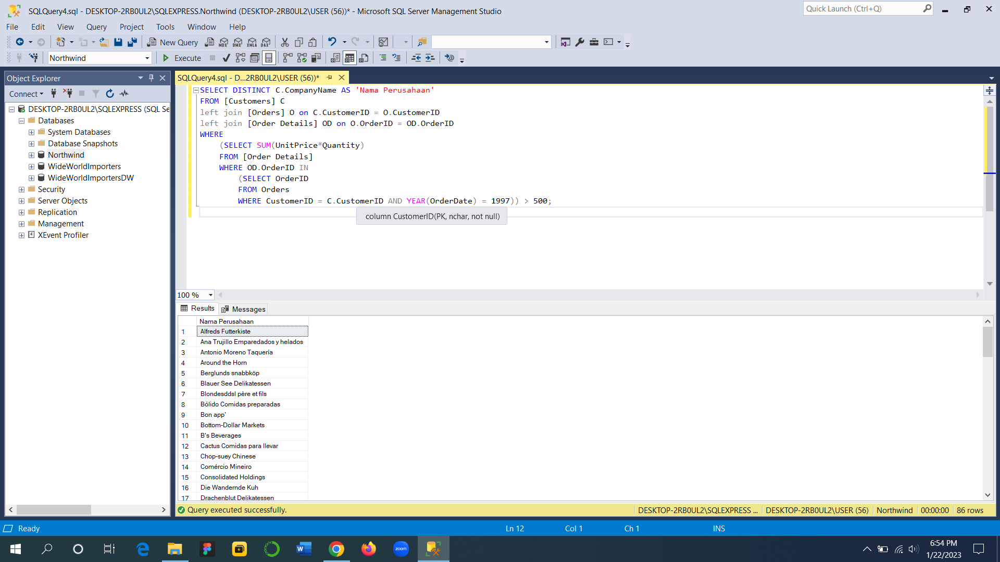 SQLQuery4.sql - DESKTOP-2RB0UL2\SQLEXPRESS.Northwind (DESKTOP-2RB0UL2\USER (56))* - Microsoft SQL Server Management Studio
Quick Launch (Ctrl+Q)
File Edit View Query Project Tools Window Help
New Query
MDX DMX XMLA DAX
Northwind
Execute
Object Explorer
Connect
DESKTOP-2RB0UL2\SQLEXPRESS (SQL Se
Databases
System Databases
Database Snapshots
Northwind
WideWorldImporters
WideWorldImportersDW
Security
Server Objects
Replication
Management
XEvent Profiler
SQLQuery4.sql - D...2RB0UL2\USER (56))*
SELECT DISTINCT C.CompanyName AS 'Nama Perusahaan'
FROM [Customers] C
left join [Orders] O on C.CustomerID = O.CustomerID
left join [Order Details] OD on O.OrderID = OD.OrderID
WHERE
(SELECT SUM(UnitPrice*Quantity)
FROM [Order Details]
WHERE OD.OrderID IN
(SELECT OrderID
FROM Orders
WHERE CustomerID = C.CustomerID AND YEAR(OrderDate) = 1997)) > 500;
column CustomerID(PK, nchar, not null)
100 %
Results Messages
Nama Perusahaan
1 Alfreds Futterkiste
2 Ana Trujillo Emparedados y helados
3 Antonio Moreno Taquería
4 Around the Horn
5 Berglunds snabbköp
6 Blauer See Delikatessen
7 Blondesddsl père et fils
8 Bólido Comidas preparadas
9 Bon app'
10 Bottom-Dollar Markets
11 B's Beverages
12 Cactus Comidas para llevar
13 Chop-suey Chinese
14 Comércio Mineiro
15 Consolidated Holdings
16 Die Wandernde Kuh
17 Drachenblut Delikatessen
Query executed successfully.
DESKTOP-2RB0UL2\SQLEXPRESS ... DESKTOP-2RB0UL2\USER (56) Northwind 00:00:00 86 rows
Ready
Ln 12 Col 1 Ch 1 INS
zoom
6:54 PM
1/22/2023